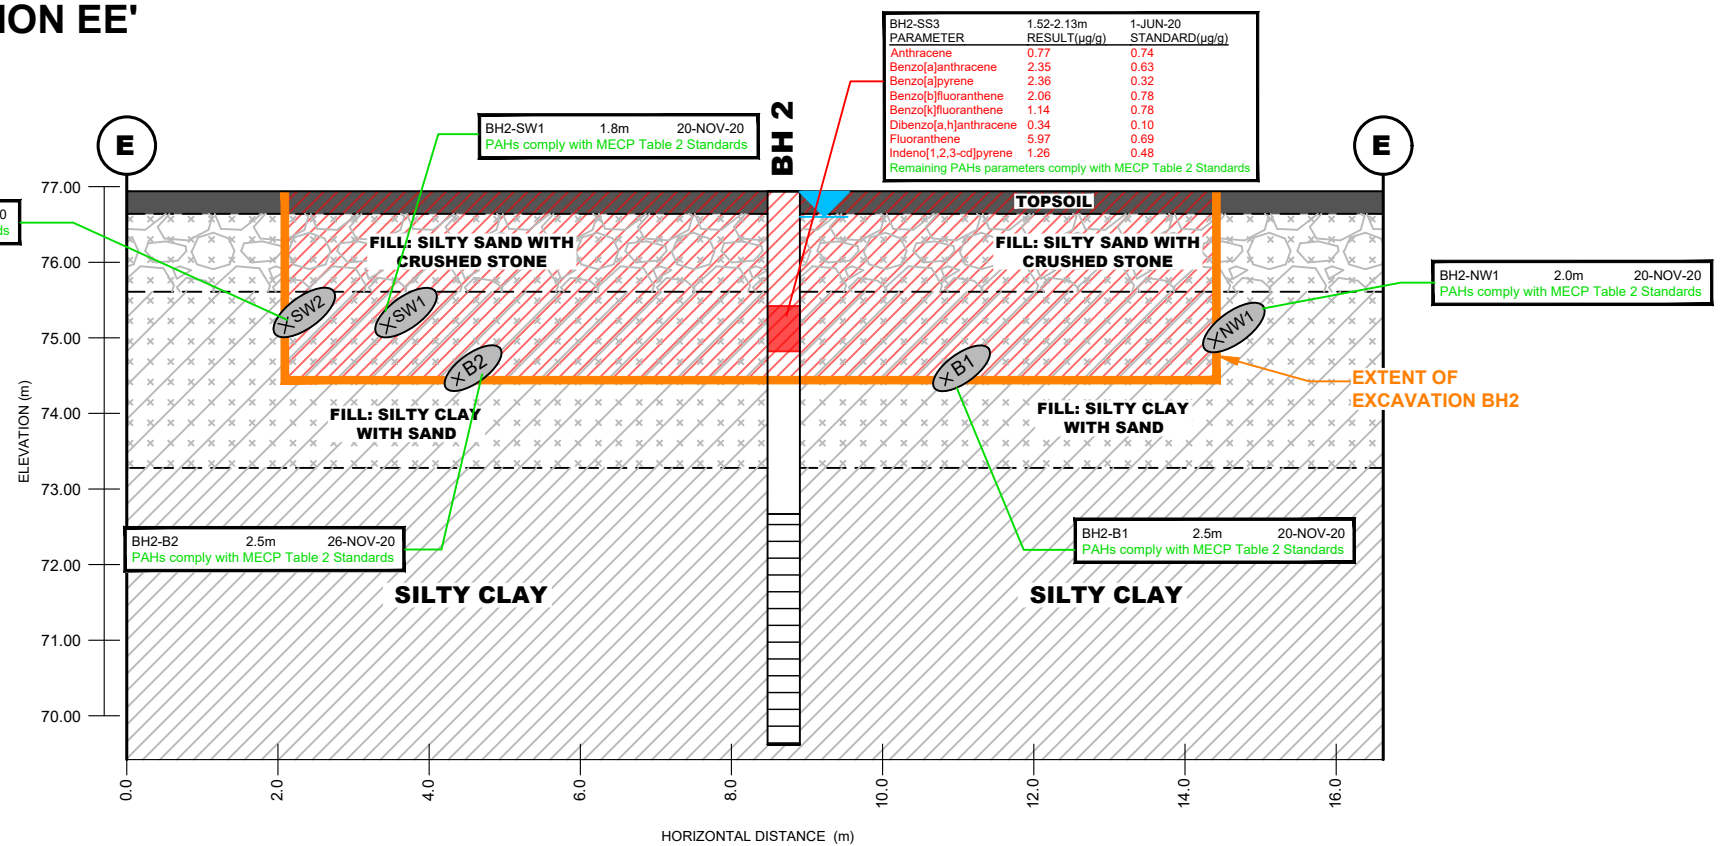 ION EE'
BH2-SS3 1.52-2.13m 1-JUN-20
PARAMETER RESULT(µg/g) STANDARD(µg/g)
Anthracene 0.77 0.74
Benzo[a]anthracene 2.35 0.63
Benzo[a]pyrene 2.36 0.32
Benzo[b]fluoranthene 2.06 0.78
Benzo[k]fluoranthene 1.14 0.78
Dibenzo[a,h]anthracene 0.34 0.10
Fluoranthene 5.97 0.69
Indeno[1,2,3-cd]pyrene 1.26 0.48
Remaining PAHs parameters comply with MECP Table 2 Standards
BH2-SW1 1.8m 20-NOV-20
PAHs comply with MECP Table 2 Standards
BH 2
E
E
0
ds
TOPSOIL
FILL: SILTY SAND WITH
CRUSHED STONE
FILL: SILTY SAND WITH
CRUSHED STONE
BH2-NW1 2.0m 20-NOV-20
PAHs comply with MECP Table 2 Standards
SW2
SW1
NW1
B2
B1
EXTENT OF
EXCAVATION BH2
FILL: SILTY CLAY
WITH SAND
FILL: SILTY CLAY
WITH SAND
BH2-B2 2.5m 26-NOV-20
PAHs comply with MECP Table 2 Standards
BH2-B1 2.5m 20-NOV-20
PAHs comply with MECP Table 2 Standards
SILTY CLAY
SILTY CLAY
ELEVATION (m)
77.00
76.00
75.00
74.00
73.00
72.00
71.00
70.00
0.0 2.0 4.0 6.0 8.0 10.0 12.0 14.0 16.0
HORIZONTAL DISTANCE (m)